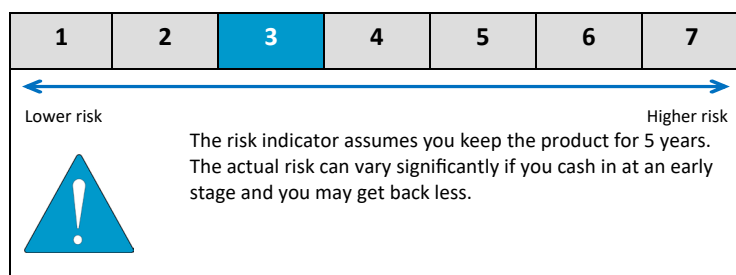 1 2 3 4 5 6 7
Lower risk Higher risk
The risk indicator assumes you keep the product for 5 years.
The actual risk can vary significantly if you cash in at an early
stage and you may get back less.